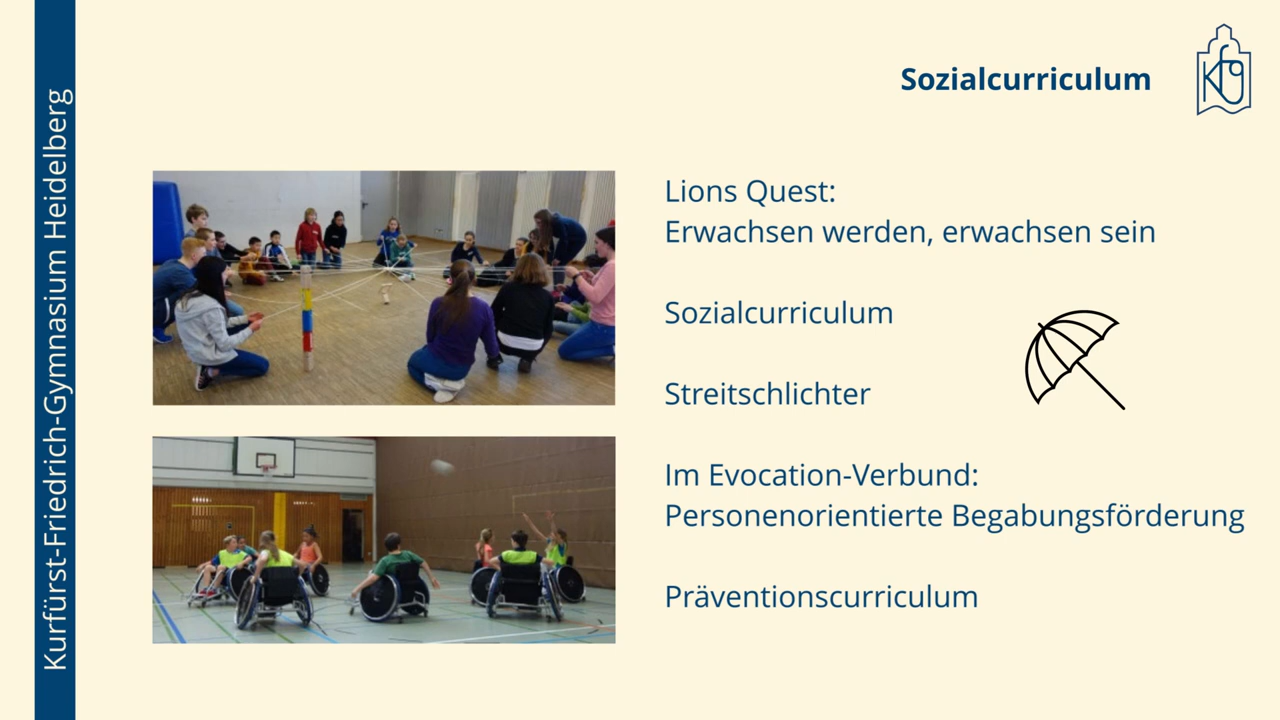 Kurfürst-Friedrich-Gymnasium Heidelberg
Sozialcurriculum
Kfg
Lions Quest:
Erwachsen werden, erwachsen sein
Sozialcurriculum
Streitschlichter
Im Evocation-Verbund:
Personenorientierte Begabungsförderung
Präventionscurriculum